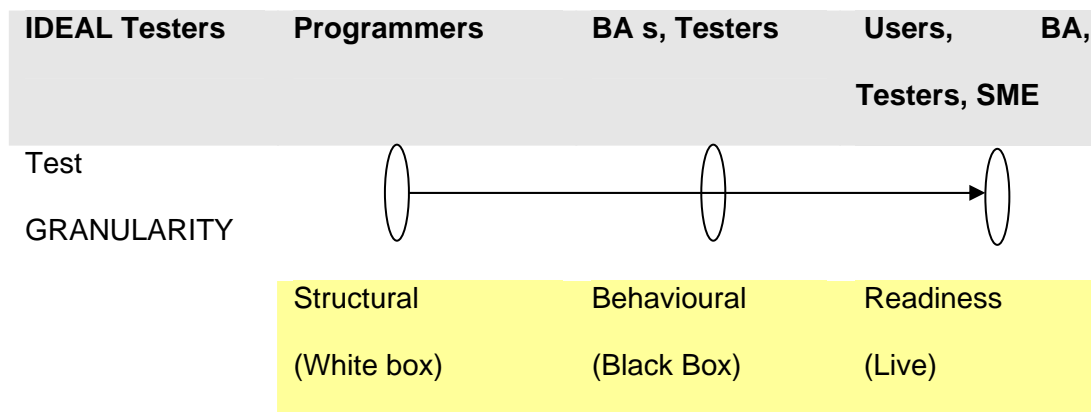 IDEAL Testers Programmers BA s, Testers Users, BA,
Testers, SME
Test
GRANULARITY
Structural Behavioural Readiness
(White box) (Black Box) (Live)